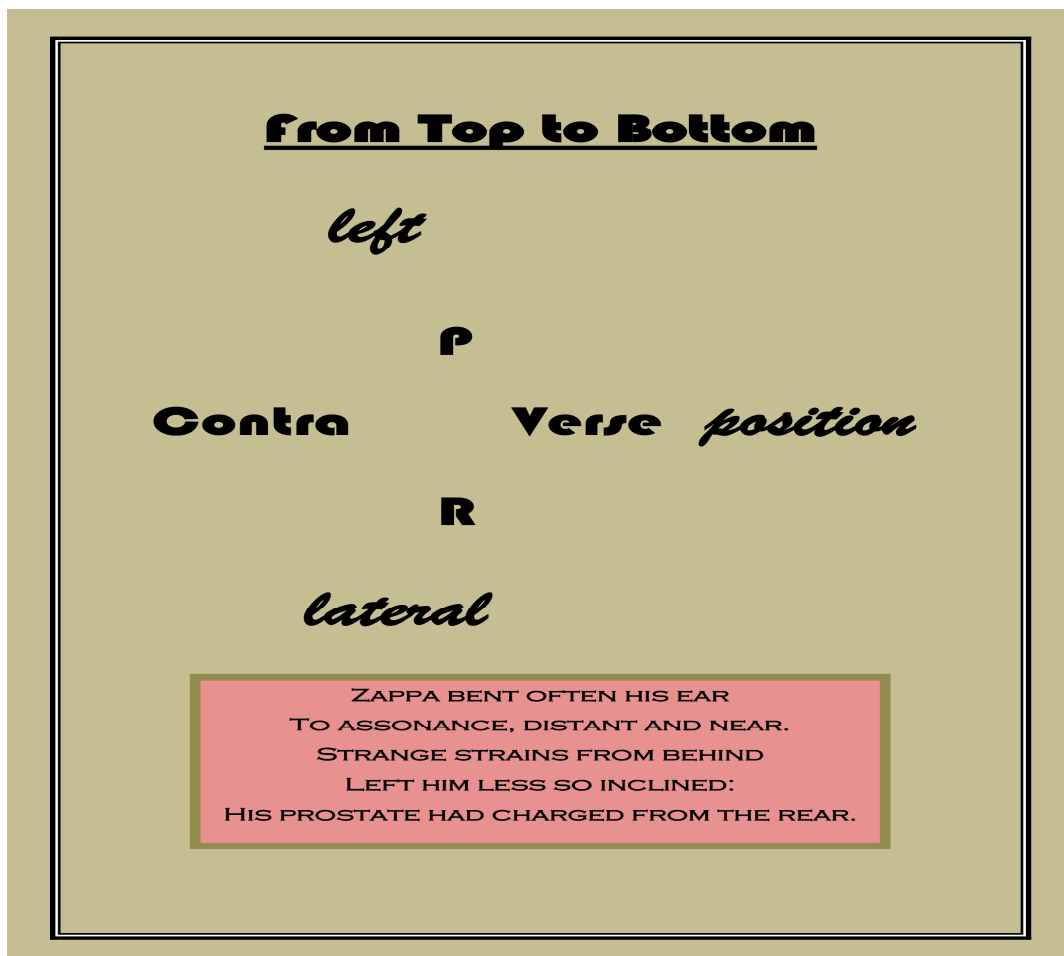 From Top to Bottom
left
P
Contra Verse position
R
lateral
Zappa bent often his ear
To assonance, distant and near.
Strange strains from behind
Left him less so inclined:
His prostate had charged from the rear.